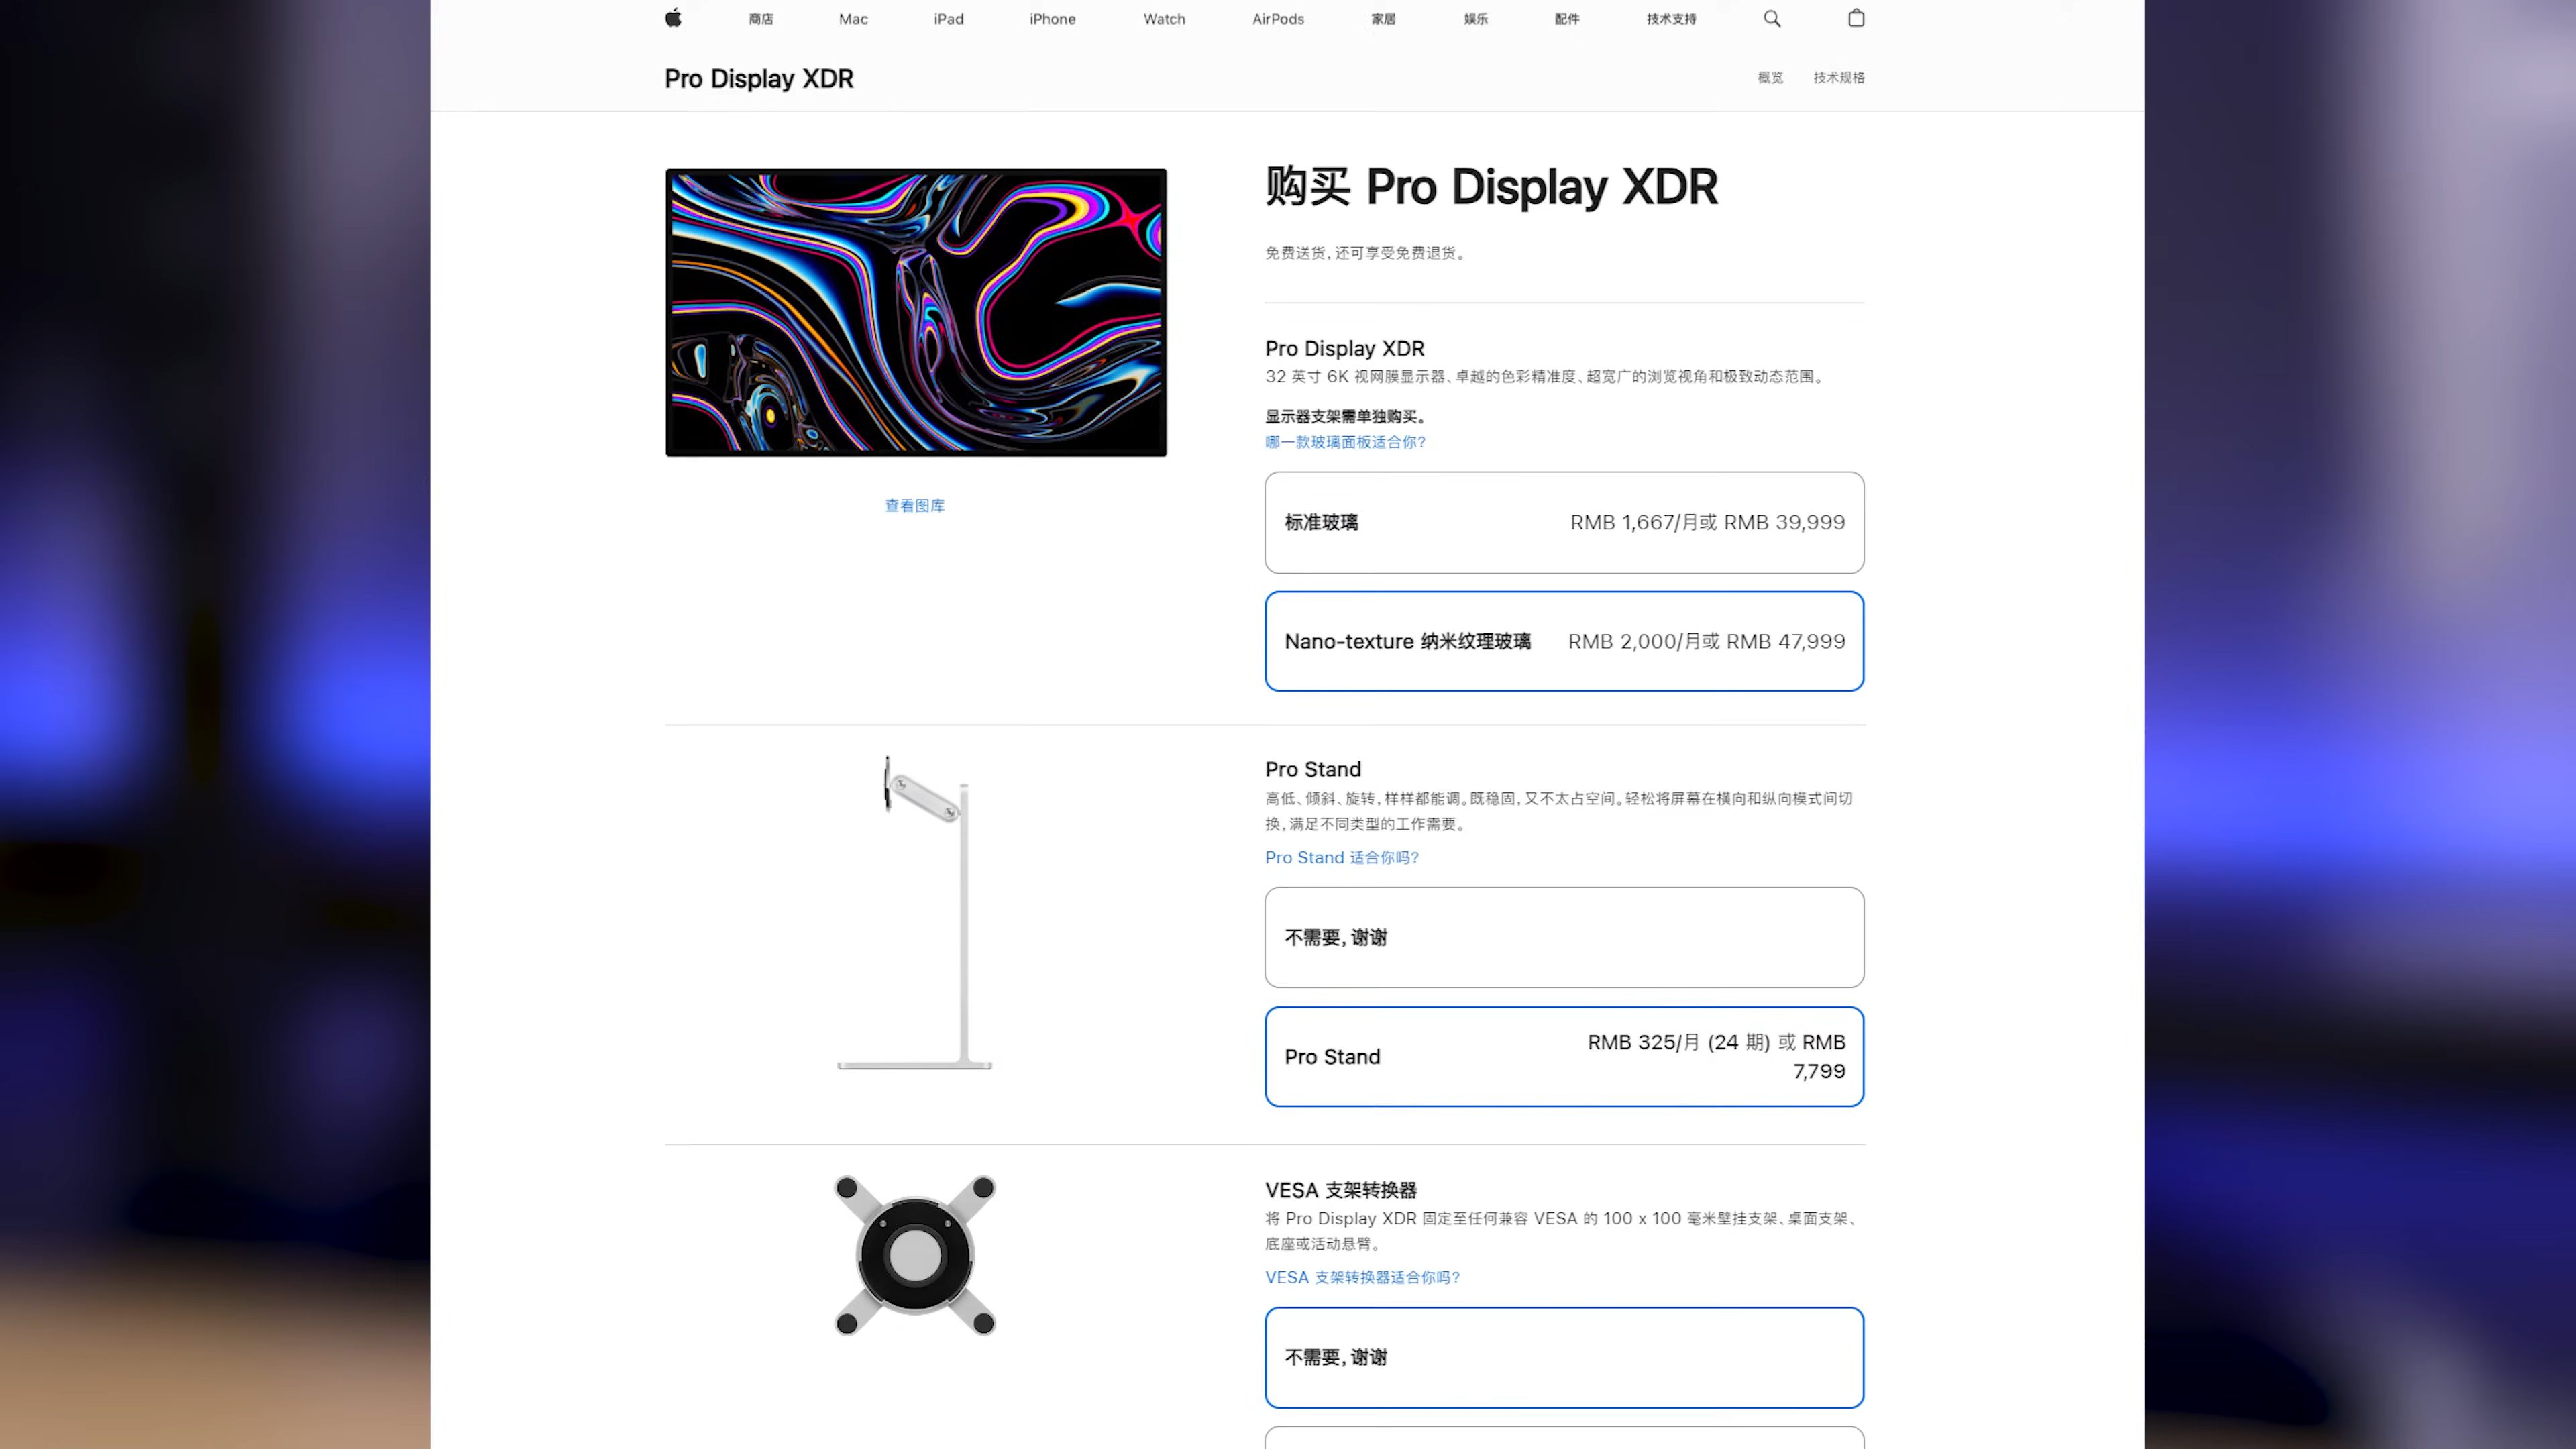 商店 Mac iPad iPhone Watch AirPods 家居 娱乐 配件 技术支持
Pro Display XDR
概览 技术规格
购买 Pro Display XDR
免费送货，还可享受免费退货。
Pro Display XDR
32 英寸 6K 视网膜显示器、卓越的色彩精准度、超宽广的浏览视角和极致动态范围。
显示器支架需单独购买。
哪一款玻璃面板适合你？
查看图库
标准玻璃 RMB 1,667/月或 RMB 39,999
Nano-texture 纳米纹理玻璃 RMB 2,000/月或 RMB 47,999
Pro Stand
高低、倾斜、旋转，样样都能调。既稳固，又不太占空间。轻松将屏幕在横向和纵向模式间切
换，满足不同类型的工作需要。
Pro Stand 适合你吗？
不需要，谢谢
Pro Stand RMB 325/月 (24 期) 或 RMB
7,799
VESA 支架转换器
将 Pro Display XDR 固定至任何兼容 VESA 的 100 x 100 毫米壁挂支架、桌面支架、
底座或活动悬臂。
VESA 支架转换器适合你吗？
不需要，谢谢